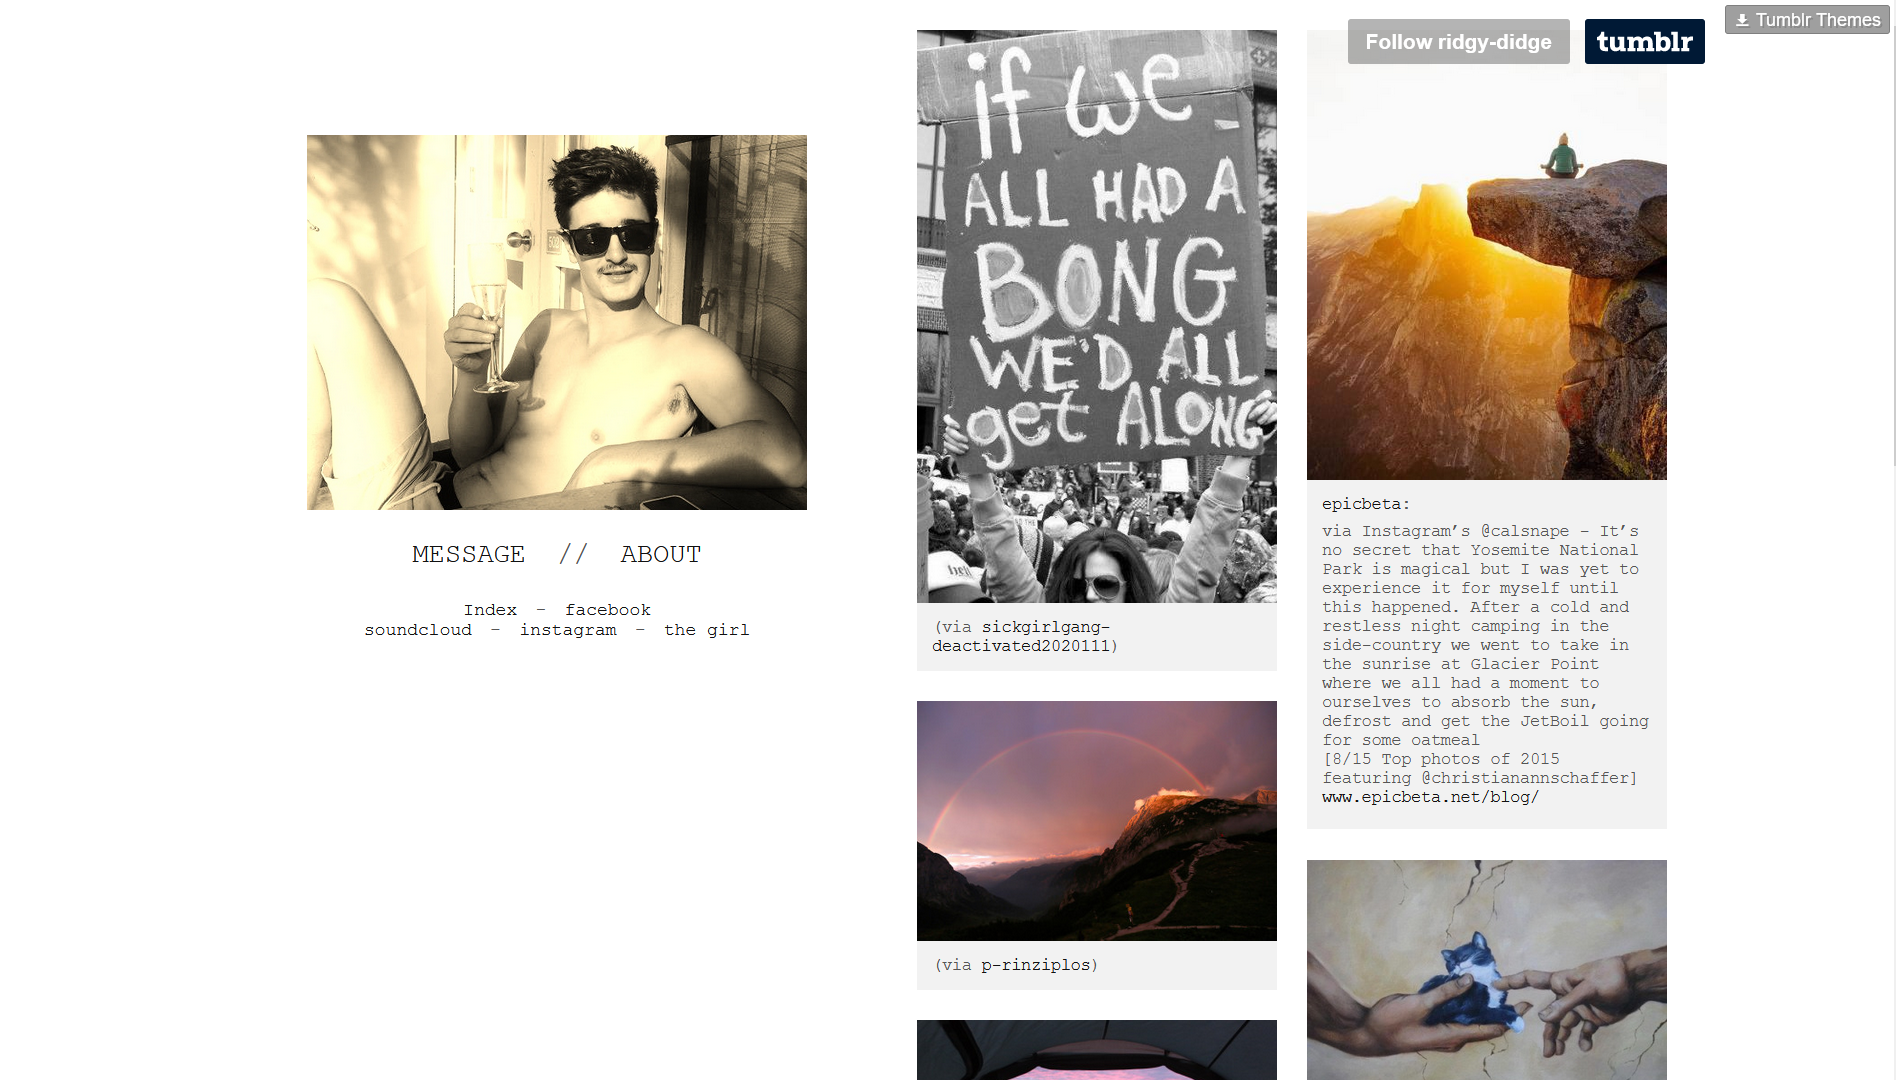 Tumblr Themes
Follow ridgy-didge
tumblr
MESSAGE // ABOUT
Index - facebook
soundcloud - instagram - the girl
if we
ALL HAD A
BONG
WE'D ALL
get ALONG
(via sickgirlgang-
deactivated2020111)
(via p-rinziplos)
epicbeta:
via Instagram’s @calsnape - It’s
no secret that Yosemite National
Park is magical but I was yet to
experience it for myself until
this happened. After a cold and
restless night camping in the
side-country we went to take in
the sunrise at Glacier Point
where we all had a moment to
ourselves to absorb the sun,
defrost and get the JetBoil going
for some oatmeal
[8/15 Top photos of 2015
featuring @christianannschaffer]
www.epicbeta.net/blog/